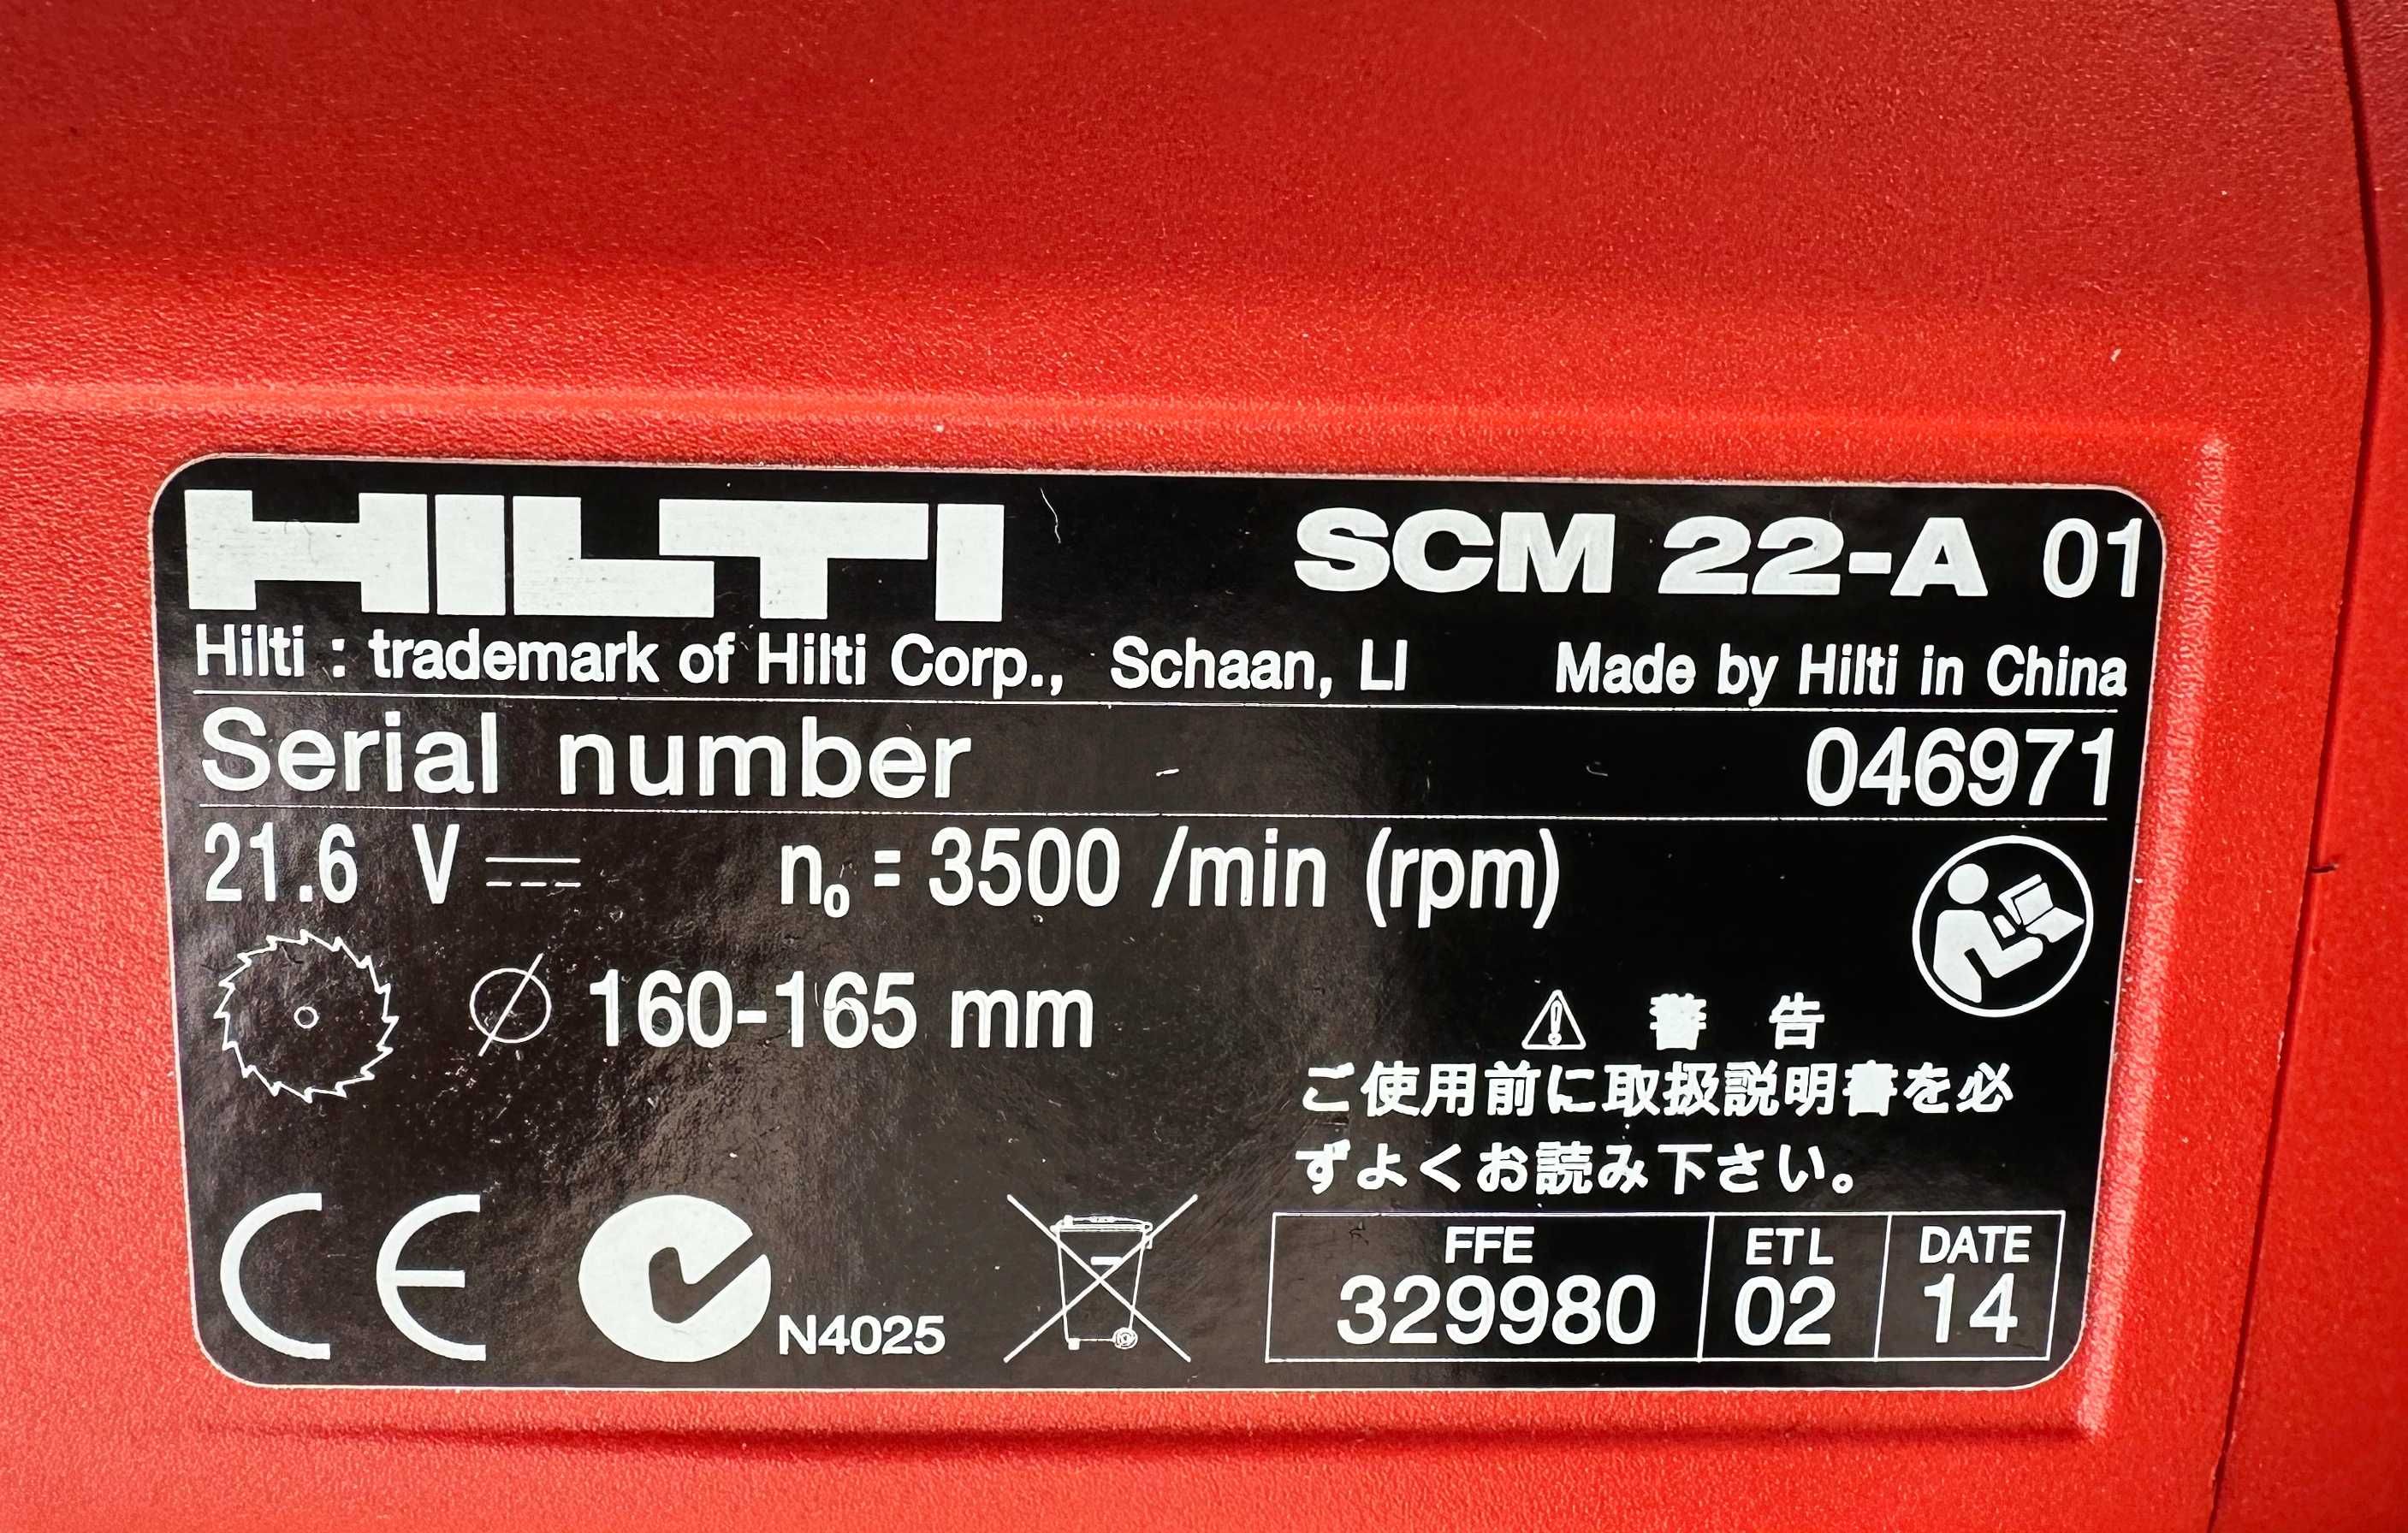 HILTI SCM 22-A 01
Hilti : trademark of Hilti Corp., Schaan, LI Made by Hilti in China
Serial number 046971
21.6 V n₀ = 3500 /min (rpm)
160-165 mm
警 告
ご使用前に取扱説明書を必
ずよくお読み下さい。
CE N4025
FFE ETL DATE
329980 02 14